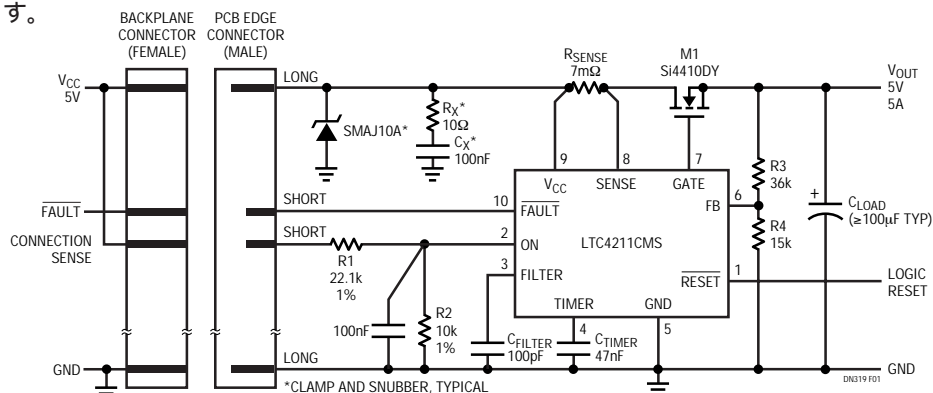 す。
BACKPLANE
CONNECTOR
(FEMALE)
PCB EDGE
CONNECTOR
(MALE)
LONG
RSENSE
7mΩ
M1
Si4410DY
VCC
5V
VOUT
5V
5A
SMAJ10A*
RX*
10Ω
CX*
100nF
9
8
7
VCC
SENSE
GATE
R3
36k
6
FB
+
CLOAD
(≥100µF TYP)
SHORT
10
FAULT
FAULT
SHORT
2
ON
LTC4211CMS
R4
15k
CONNECTION
SENSE
R1
22.1k
1%
3
FILTER
RESET
1
LOGIC
RESET
TIMER
GND
4
5
100nF
R2
10k
1%
CFILTER
100pF
CTIMER
47nF
GND
LONG
GND
*CLAMP AND SNUBBER, TYPICAL
DN319 F01